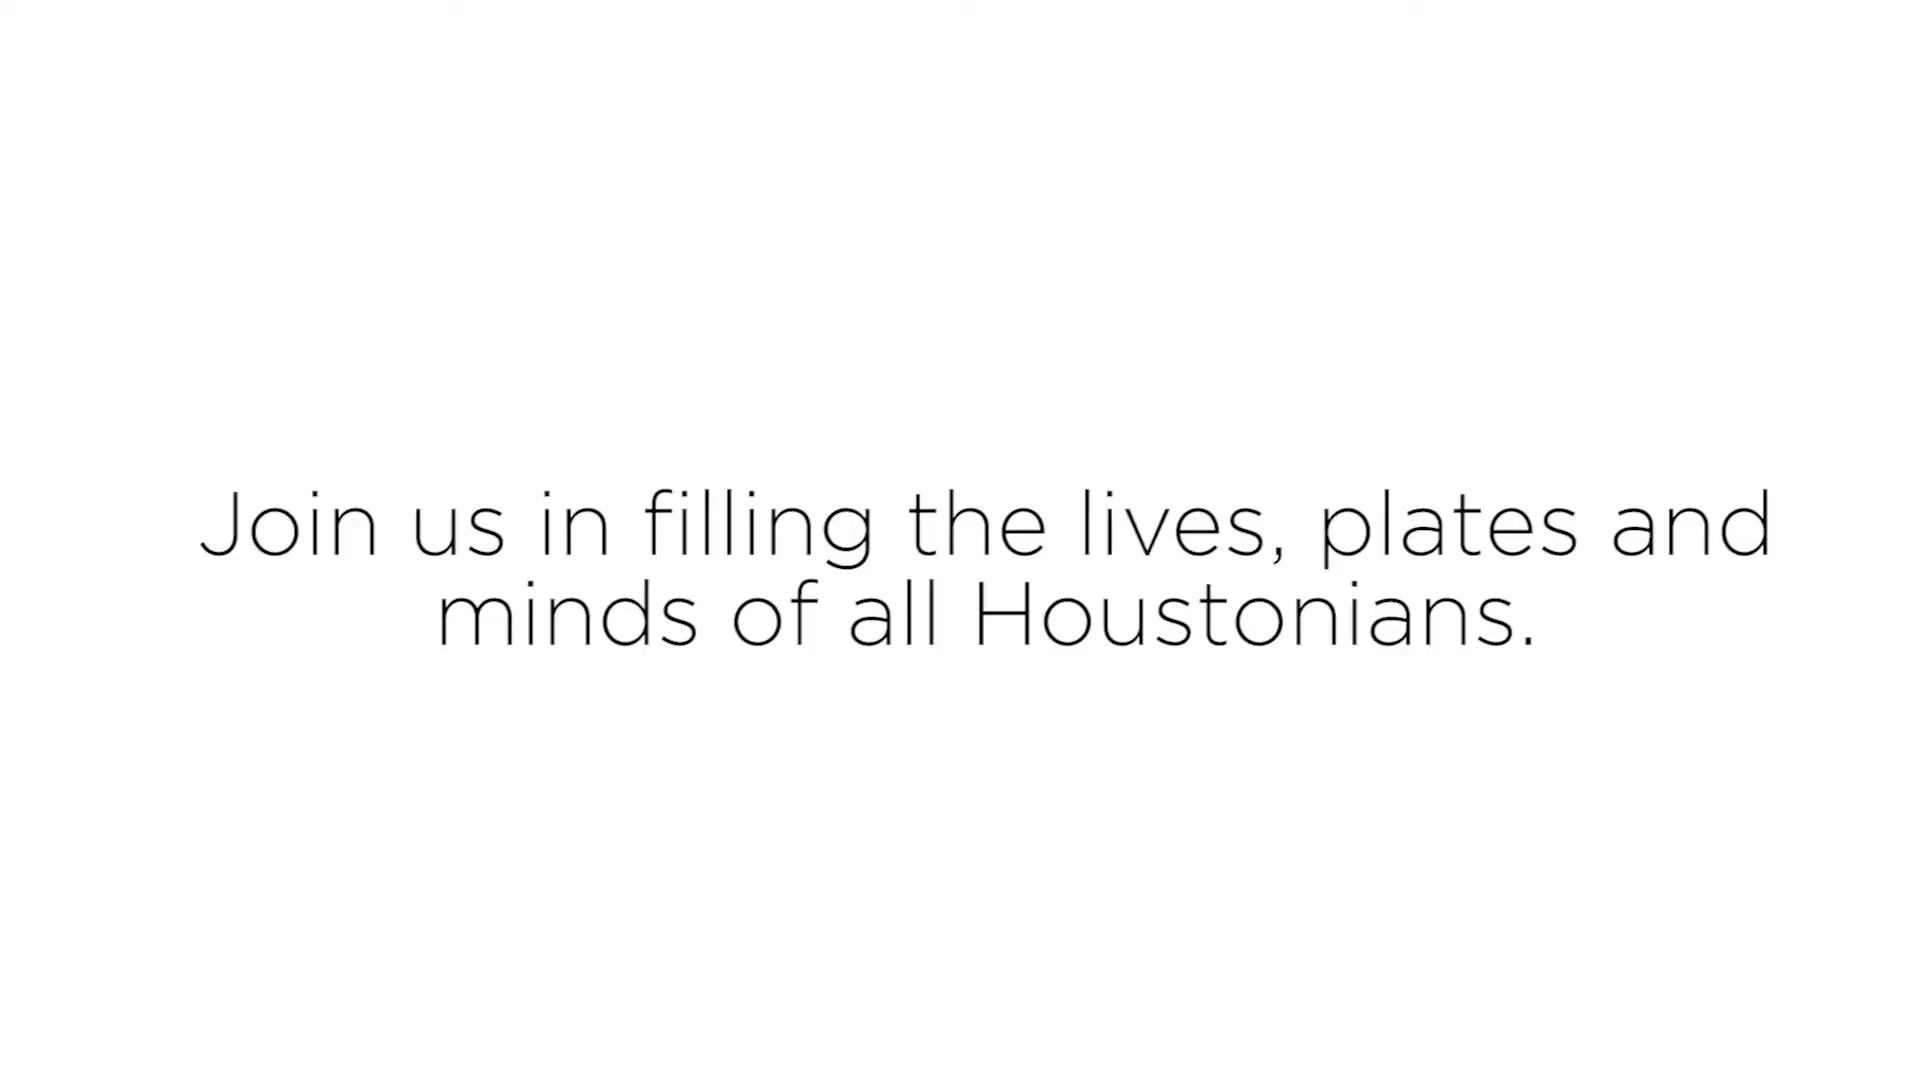 Join us in filling the lives, plates and
minds of all Houstonians.